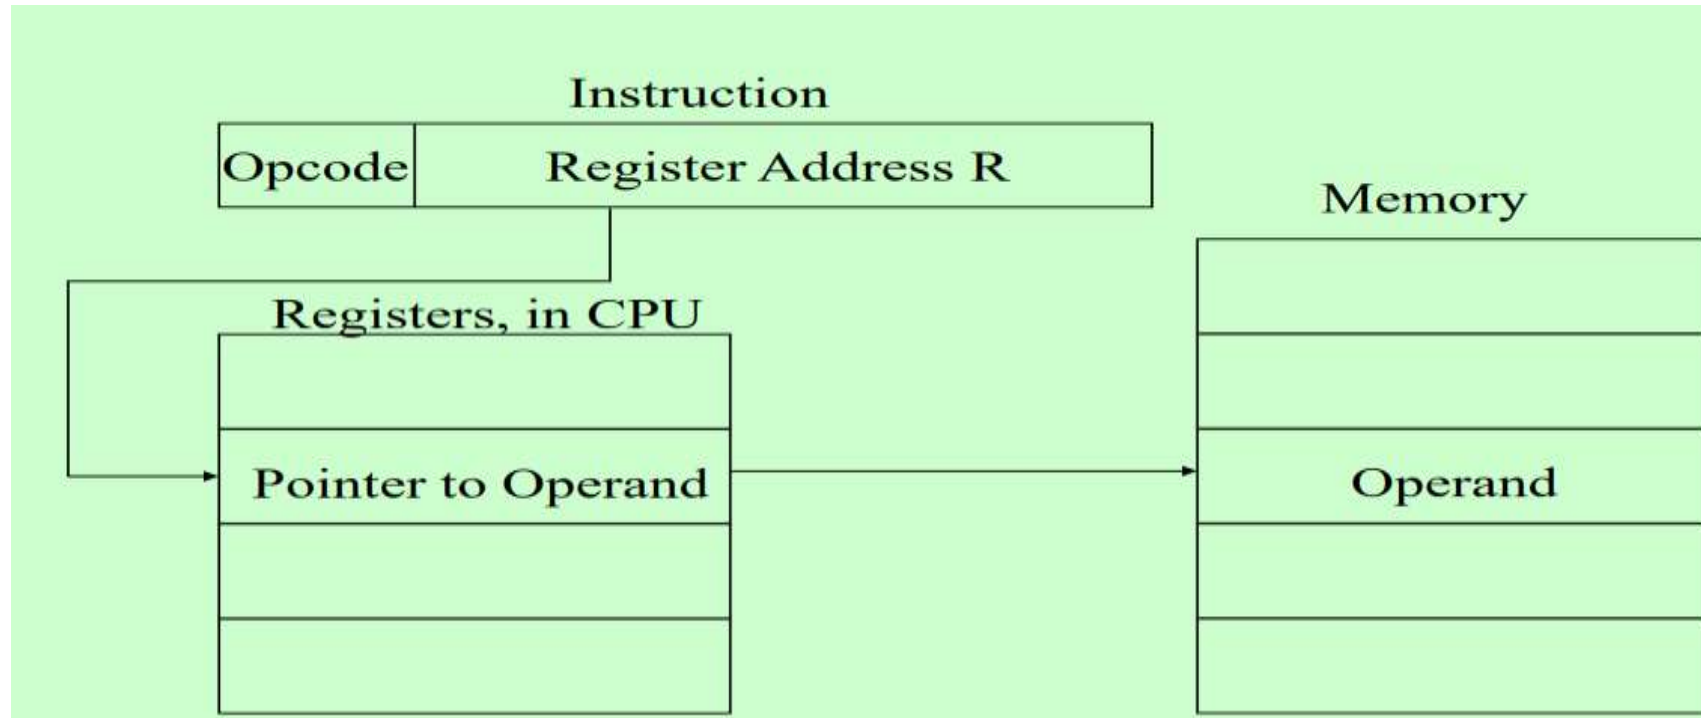 Instruction
Opcode Register Address R
Memory
Registers, in CPU
Pointer to Operand Operand